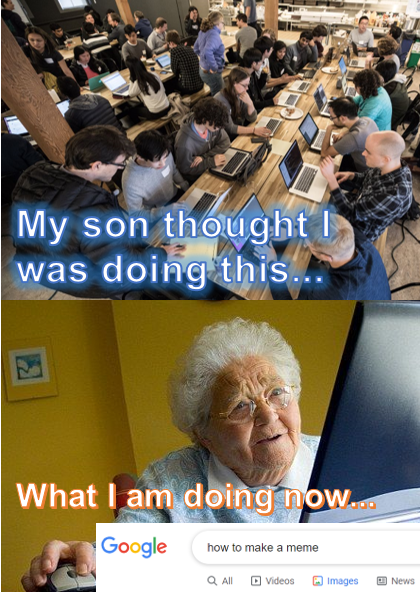 My son thought I
was doing this...
What I am doing now...
Google
how to make a meme
All Videos Images News